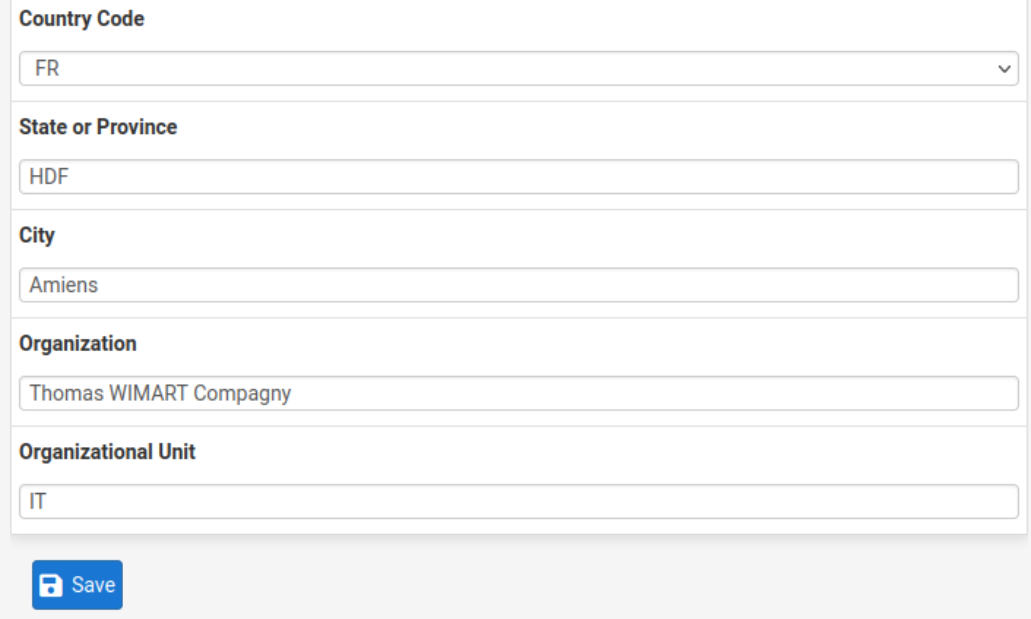 Country Code
FR
State or Province
HDF
City
Amiens
Organization
Thomas WIMART Compagny
Organizational Unit
IT
Save